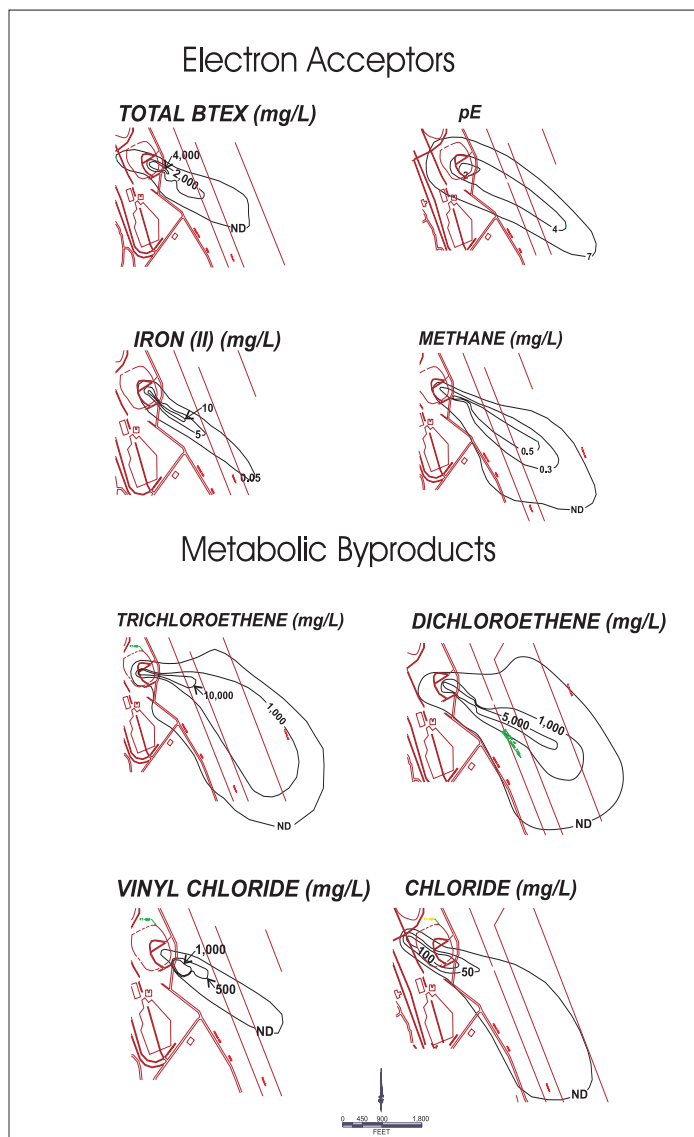 Electron Acceptors
TOTAL BTEX (mg/L)
pE
4,000
2,000
ND
4
7
IRON (II) (mg/L)
METHANE (mg/L)
10
5
0.05
0.5
0.3
ND
Metabolic Byproducts
TRICHLOROETHENE (mg/L)
DICHLOROETHENE (mg/L)
10,000
1,000
ND
5,000
1,000
ND
VINYL CHLORIDE (mg/L)
CHLORIDE (mg/L)
1,000
500
ND
100
50
ND
0 450 900 1,800
FEET